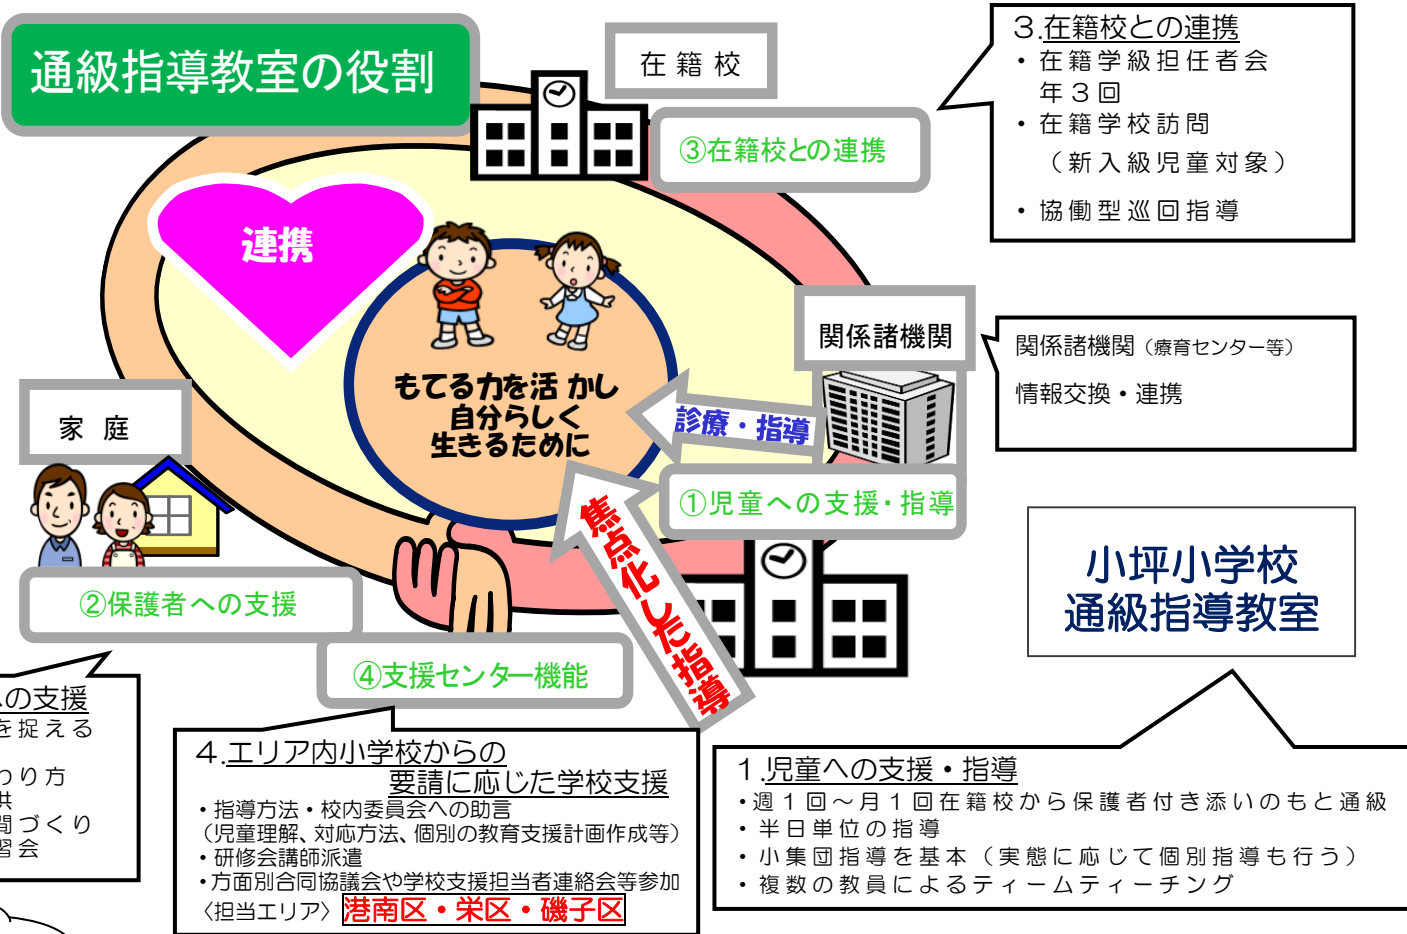 通級指導教室の役割
在籍校
③在籍校との連携
3.在籍校との連携
・在籍学級担任者会
年3回
・在籍学校訪問
（新入級児童対象）
・協働型巡回指導
連携
関係諸機関
関係諸機関（療育センター等）
情報交換・連携
もてる力を活かし
自分らしく
生きるために
診療・指導
家庭
①児童への支援・指導
焦点化した指導
小坪小学校
通級指導教室
②保護者への支援
④支援センター機能
の支援
を捉える
わり方
供
間づくり
習会
4.エリア内小学校からの
要請に応じた学校支援
・指導方法・校内委員会への助言
（児童理解、対応方法、個別の教育支援計画作成等）
・研修会講師派遣
・方面別合同協議会や学校支援担当者連絡会等参加
〈担当エリア〉港南区・栄区・磯子区
1.児童への支援・指導
・週1回～月1回在籍校から保護者付き添いのもと通級
・半日単位の指導
・小集団指導を基本（実態に応じて個別指導も行う）
・複数の教員によるティームティーチング